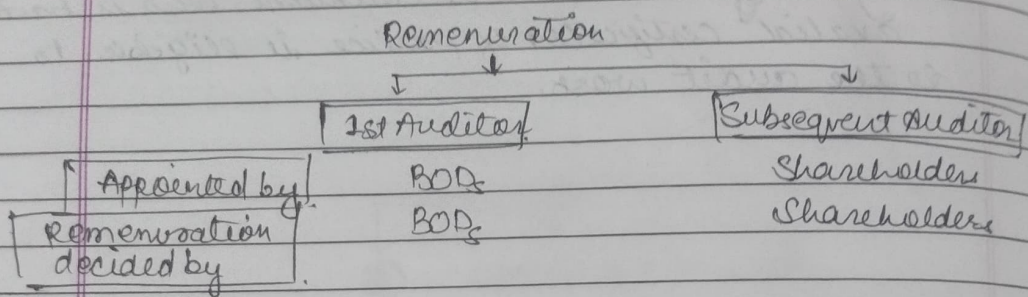 Remenuration
1st Auditor Subsequent Auditor
Appointed by BODs Shareholders
Remenuration BODs Shareholders
decided by